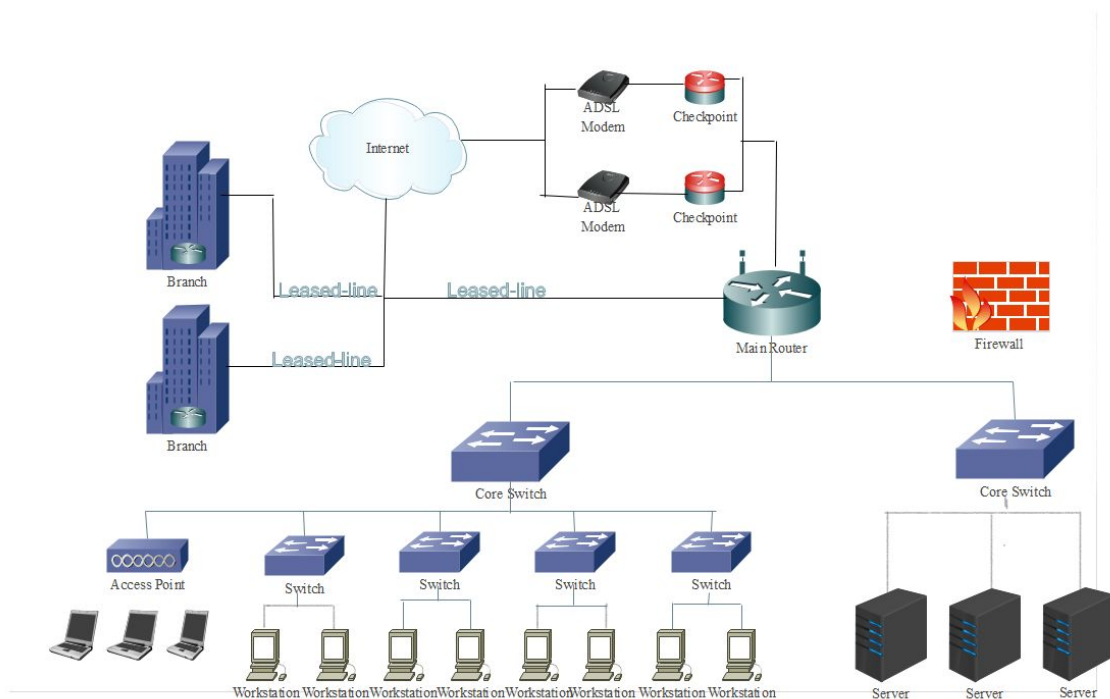 ADSL
Modem
Checkpoint
Internet
ADSL
Modem
Checkpoint
Branch
Leased-line
Leased-line
Main Router
Firewall
Leased-line
Branch
Core Switch
Core Switch
Access Point
Switch
Switch
Switch
Switch
Workstation
Workstation
Workstation
Workstation
Workstation
Workstation
Workstation
Workstation
Server
Server
Server